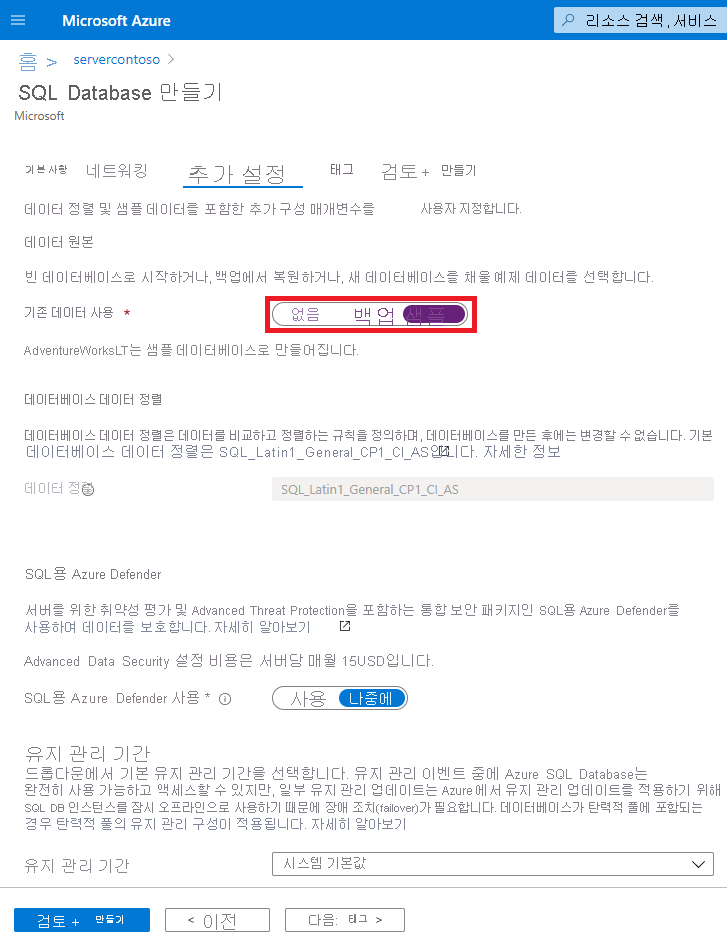 Microsoft Azure
리소스 검색, 서비스
홈 > servercontoso >
SQL Database 만들기
Microsoft
기본 사항 네트워킹 추가 설정 태그 검토 + 만들기
데이터 정렬 및 샘플 데이터를 포함한 추가 구성 매개변수를 사용자 지정합니다.
데이터 원본
빈 데이터베이스로 시작하거나, 백업에서 복원하거나, 새 데이터베이스를 채울 예제 데이터를 선택합니다.
기존 데이터 사용 * 없음 백업 샘플
AdventureWorksLT는 샘플 데이터베이스로 만들어집니다.
데이터베이스 데이터 정렬
데이터베이스 데이터 정렬은 데이터를 비교하고 정렬하는 규칙을 정의하며, 데이터베이스를 만든 후에는 변경할 수 없습니다. 기본
데이터베이스 데이터 정렬은 SQL_Latin1_General_CP1_CI_AS입니다. 자세한 정보
데이터 정렬 SQL_Latin1_General_CP1_CI_AS
SQL용 Azure Defender
서버를 위한 취약성 평가 및 Advanced Threat Protection을 포함하는 통합 보안 패키지인 SQL용 Azure Defender를
사용하여 데이터를 보호합니다. 자세히 알아보기
Advanced Data Security 설정 비용은 서버당 매월 15USD입니다.
SQL용 Azure Defender 사용 * 사용 나중에
유지 관리 기간
드롭다운에서 기본 유지 관리 기간을 선택합니다. 유지 관리 이벤트 중에 Azure SQL Database는
완전히 사용 가능하고 액세스할 수 있지만, 일부 유지 관리 업데이트는 Azure에서 유지 관리 업데이트를 적용하기 위해
SQL DB 인스턴스를 잠시 오프라인으로 사용하기 때문에 장애 조치(failover)가 필요합니다. 데이터베이스가 탄력적 풀에 포함되는
경우 탄력적 풀의 유지 관리 구성이 적용됩니다. 자세히 알아보기
유지 관리 기간 시스템 기본값
검토 + 만들기 < 이전 다음: 태그 >